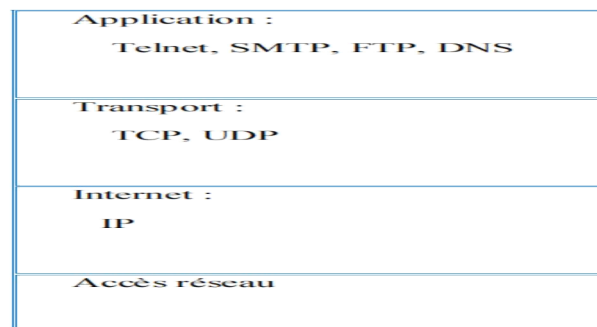 Application :
Telnet, SMTP, FTP, DNS
Transport :
TCP, UDP
Internet :
IP
Accès réseau